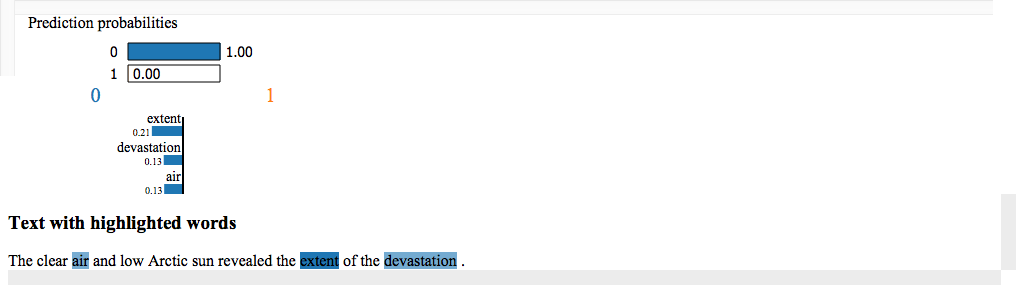 Prediction probabilities
0 1.00
1 0.00
0 1
extent
0.21
devastation
0.13
air
0.13
Text with highlighted words
The clear air and low Arctic sun revealed the extent of the devastation .